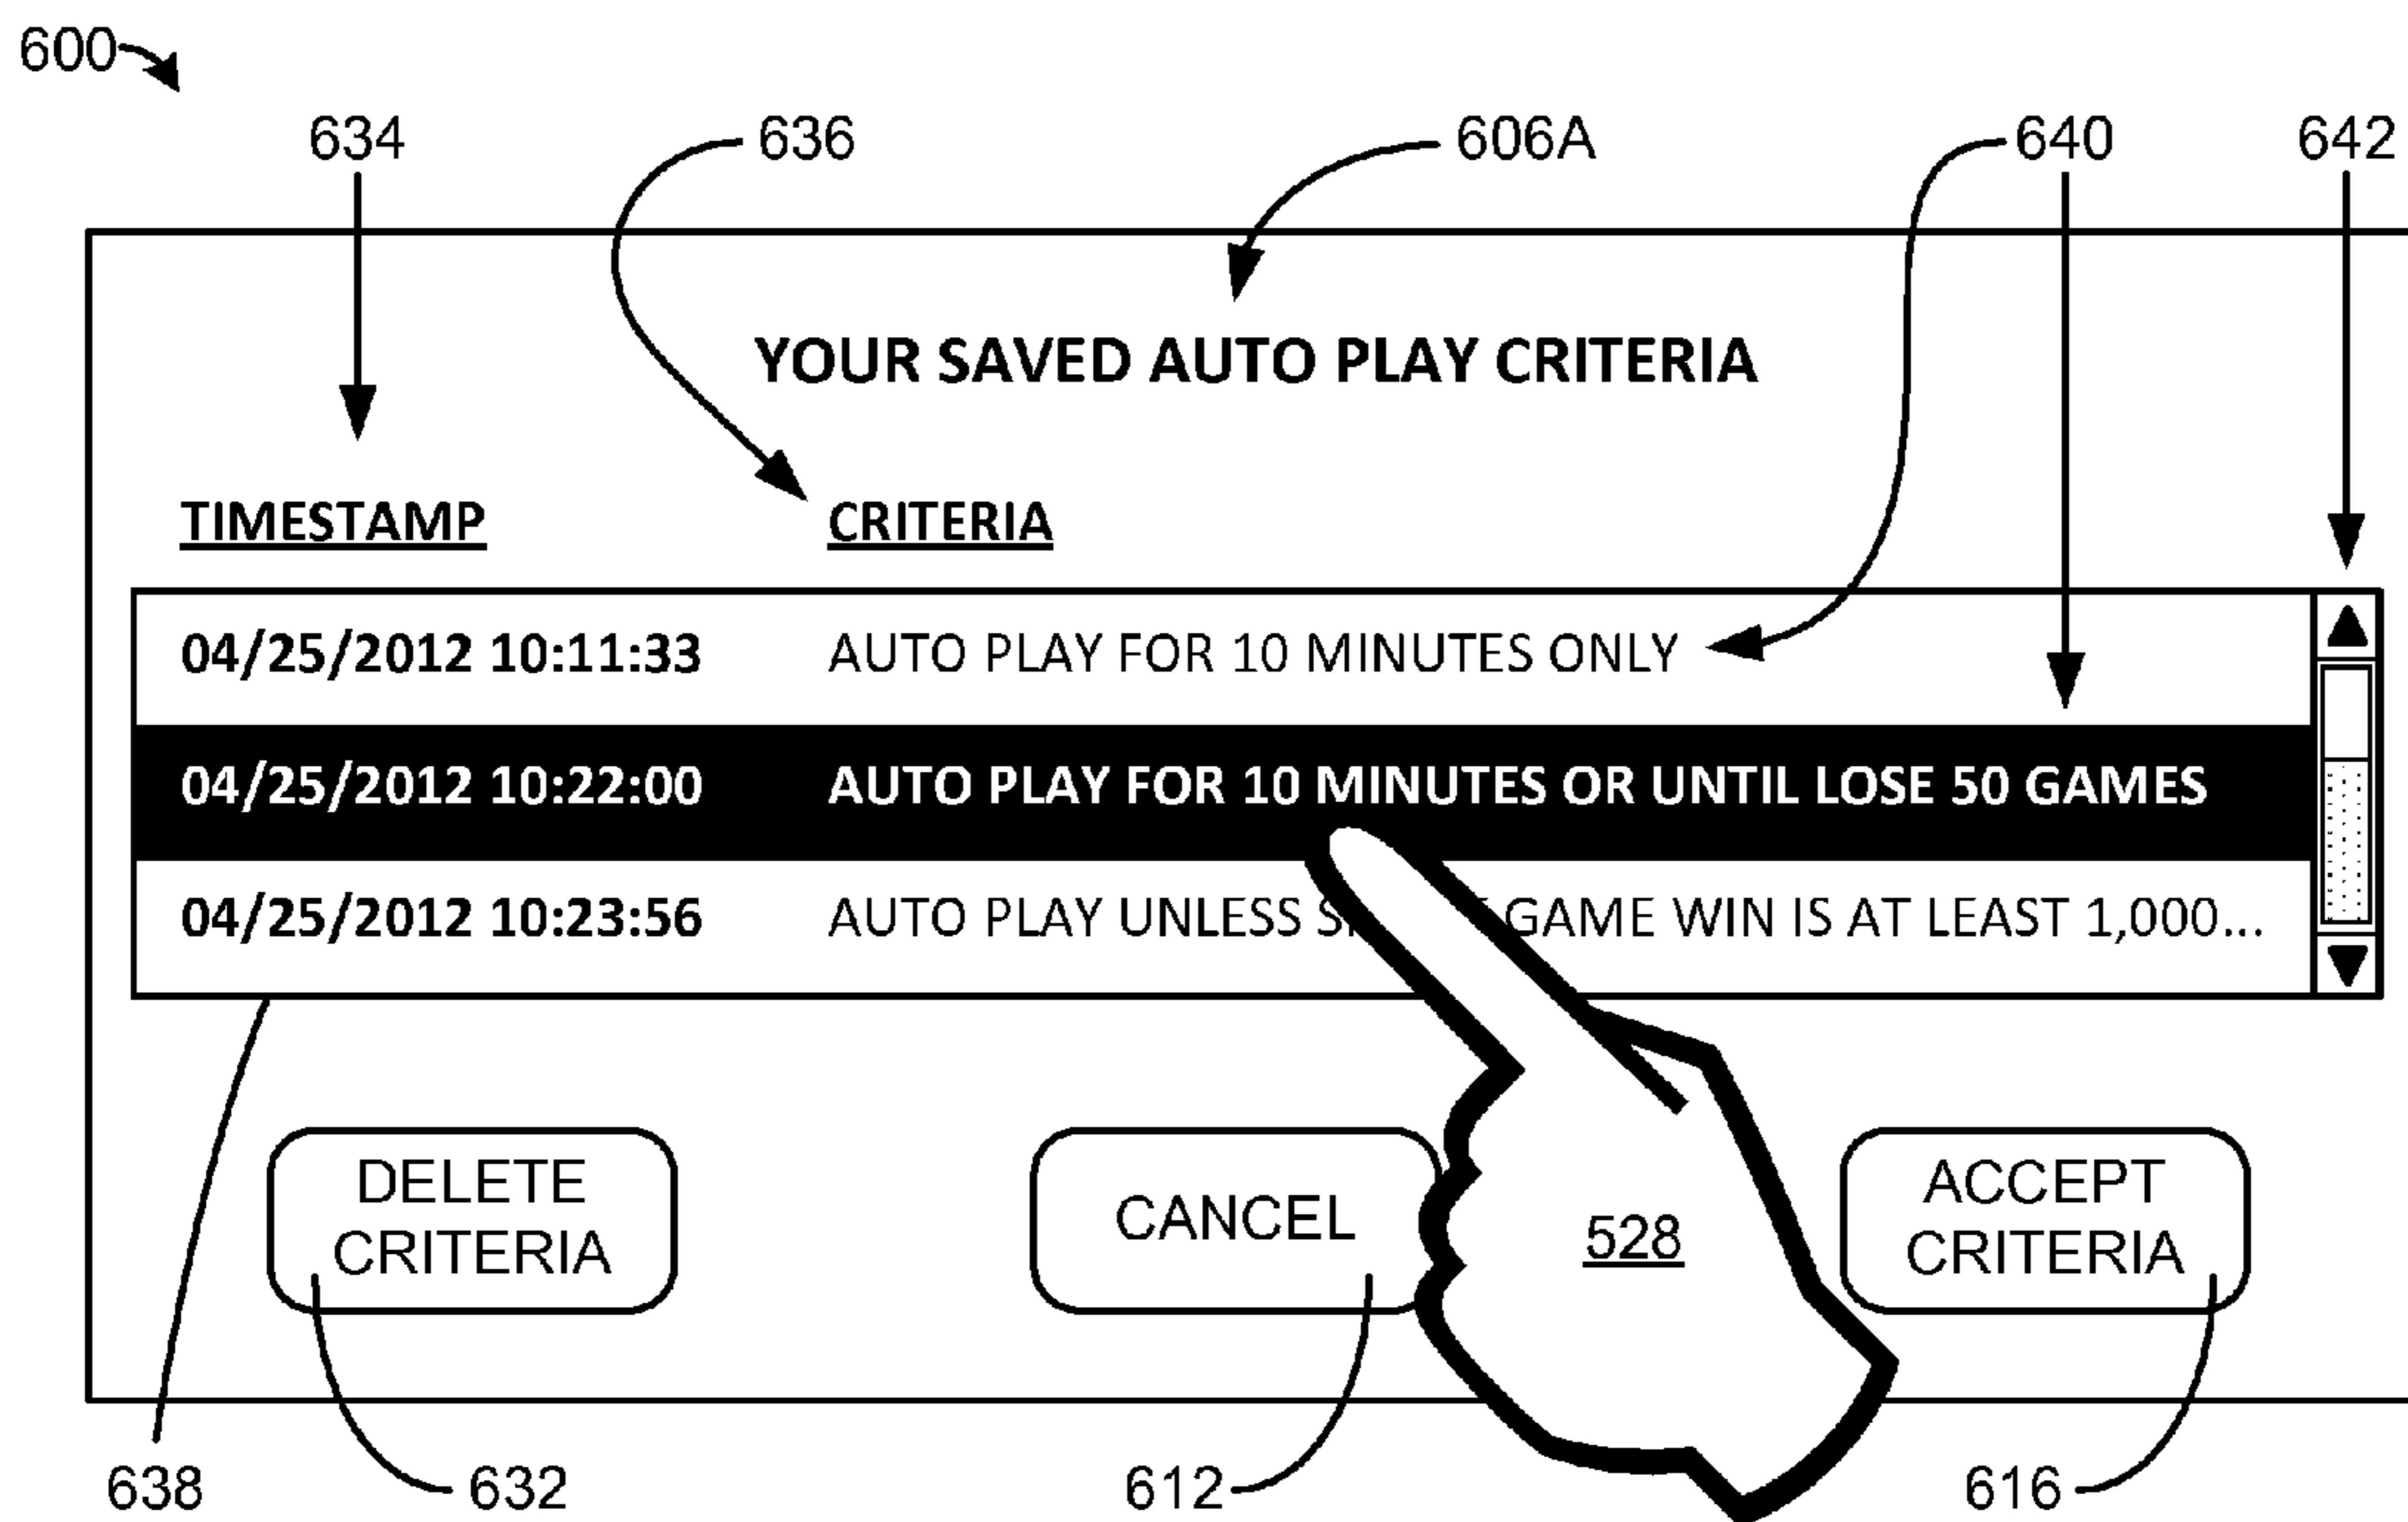 600
634 636 606A 640 642
YOUR SAVED AUTO PLAY CRITERIA
TIMESTAMP CRITERIA
04/25/2012 10:11:33 AUTO PLAY FOR 10 MINUTES ONLY
04/25/2012 10:22:00 AUTO PLAY FOR 10 MINUTES OR UNTIL LOSE 50 GAMES
04/25/2012 10:23:56 AUTO PLAY UNLESS GAME WIN IS AT LEAST 1,000...
DELETE
CRITERIA
CANCEL
528
ACCEPT
CRITERIA
638 632 612 616